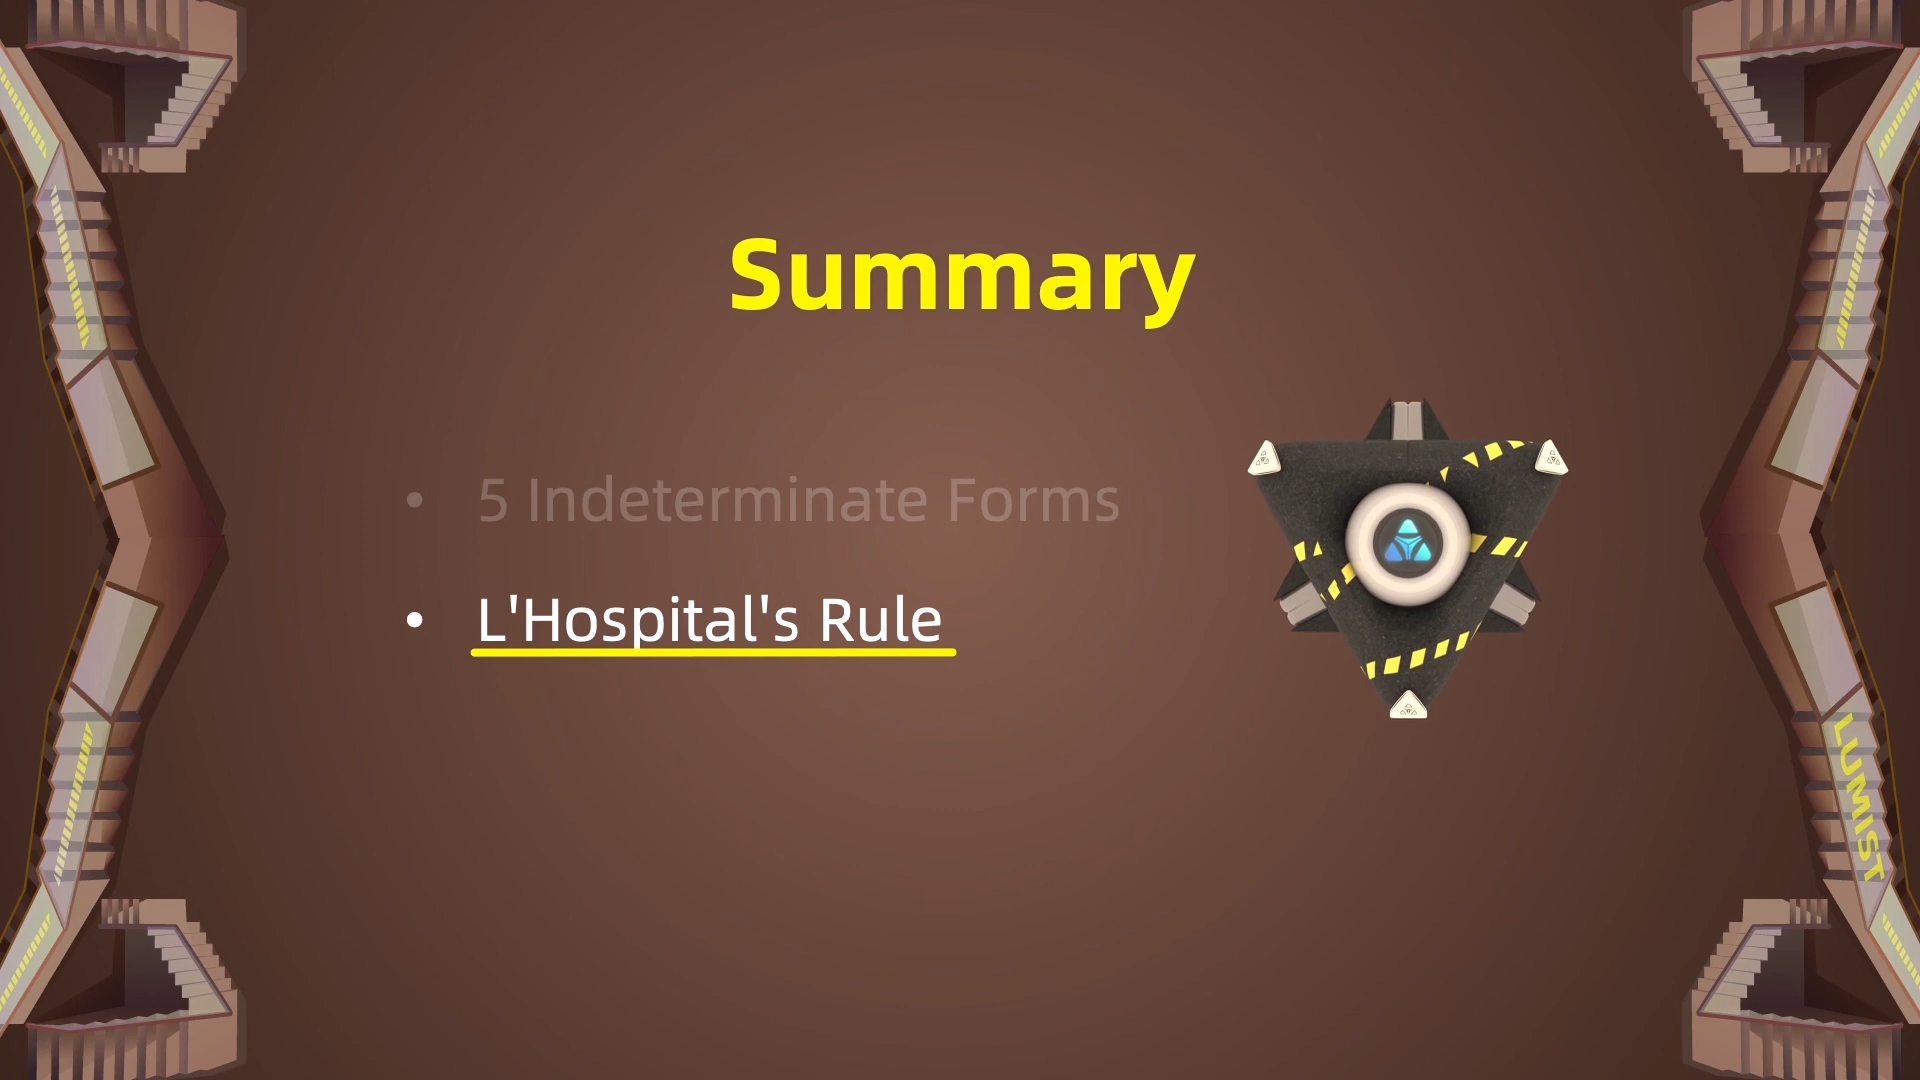 Summary
• 5 Indeterminate Forms
• L'Hospital's Rule
LUMIST